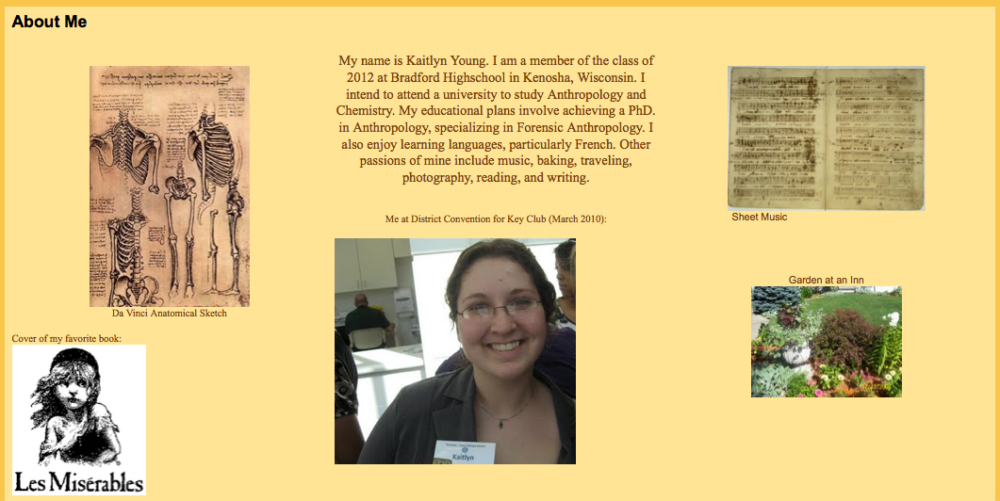 About Me
My name is Kaitlyn Young. I am a member of the class of
2012 at Bradford Highschool in Kenosha, Wisconsin. I
intend to attend a university to study Anthropology and
Chemistry. My educational plans involve achieving a PhD.
in Anthropology, specializing in Forensic Anthropology. I
also enjoy learning languages, particularly French. Other
passions of mine include music, baking, traveling,
photography, reading, and writing.
Me at District Convention for Key Club (March 2010):
Kaitlyn
Da Vinci Anatomical Sketch
Cover of my favorite book:
Les Misérables
Sheet Music
Garden at an Inn